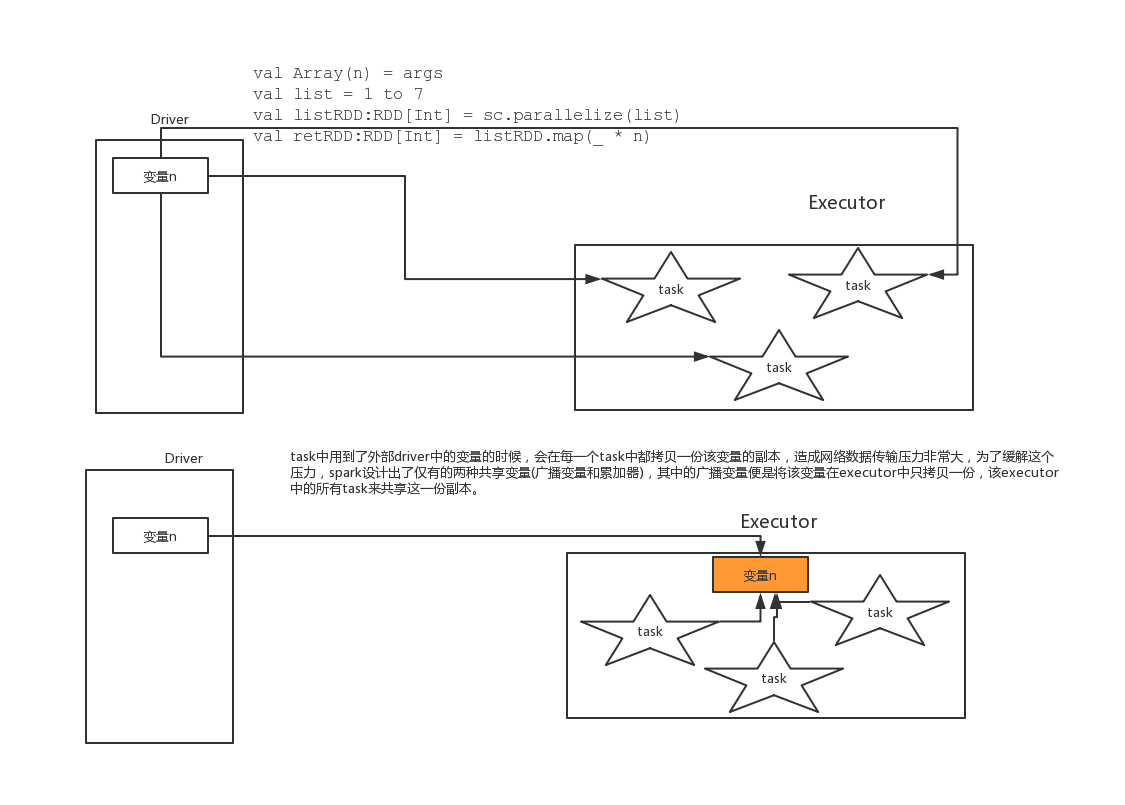 val Array(n) = args
val list = 1 to 7
val listRDD:RDD[Int] = sc.parallelize(list)
val retRDD:RDD[Int] = listRDD.map(_ * n)
Driver
变量n
Executor
task
task
task
task中用到了外部driver中的变量的时候，会在每一个task中都拷贝一份该变量的副本，造成网络数据传输压力非常大，为了缓解这个
压力，spark设计出了仅有的两种共享变量(广播变量和累加器)，其中的广播变量便是将该变量在executor中只拷贝一份，该executor
中的所有task来共享这一份副本。
Driver
变量n
Executor
变量n
task
task
task